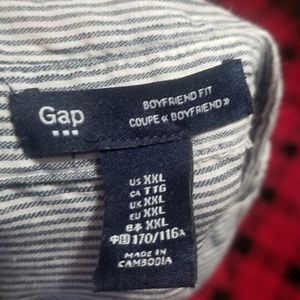 Gap
BOYFRIEND FIT
COUPE « BOYFRIEND »
US XXL
CA TTG
UK XXL
EU XXL
日本 XXL
中国 170/116A
MADE IN
CAMBODIA